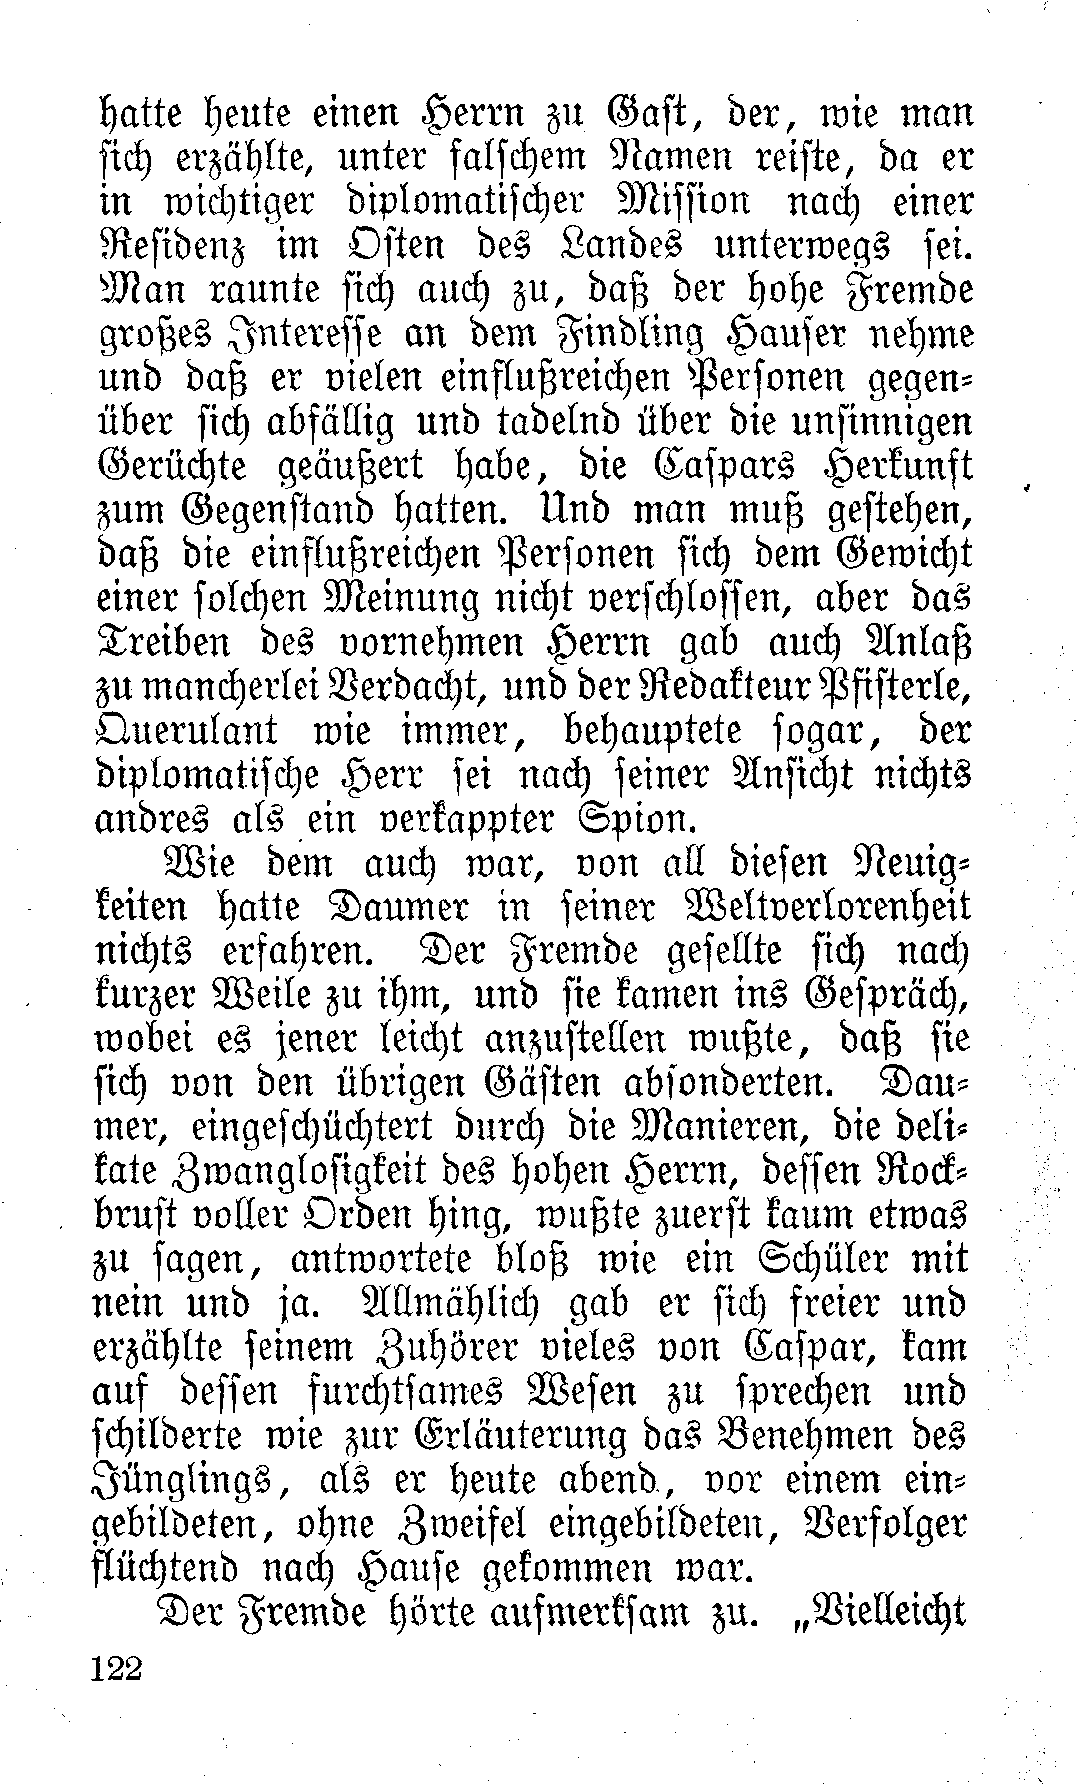 hatte heute einen Herrn zu Gast, der, wie man
sich erzählte, unter falschem Namen reiste, da er
in wichtiger diplomatischer Mission nach einer
Residenz im Osten des Landes unterwegs sei.
Man raunte sich auch zu, daß der hohe Fremde
großes Interesse an dem Findling Hauser nehme
und daß er vielen einflußreichen Personen gegen-
über sich abfällig und tadelnd über die unsinnigen
Gerüchte geäußert habe, die Caspars Herkunft
zum Gegenstand hatten. Und man muß gestehen,
daß die einflußreichen Personen sich dem Gewicht
einer solchen Meinung nicht verschlossen, aber das
Treiben des vornehmen Herrn gab auch Anlaß
zu mancherlei Verdacht, und der Redakteur Pfisterle,
Querulant wie immer, behauptete sogar, der
diplomatische Herr sei nach seiner Ansicht nichts
andres als ein verkappter Spion.
Wie dem auch war, von all diesen Neuig-
keiten hatte Daumer in seiner Weltverlorenheit
nichts erfahren. Der Fremde gesellte sich nach
kurzer Weile zu ihm, und sie kamen ins Gespräch,
wobei es jener leicht anzustellen wußte, daß sie
sich von den übrigen Gästen absonderten. Dau-
mer, eingeschüchtert durch die Manieren, die deli-
kate Zwanglosigkeit des hohen Herrn, dessen Rock-
brust voller Orden hing, wußte zuerst kaum etwas
zu sagen, antwortete bloß wie ein Schüler mit
nein und ja. Allmählich gab er sich freier und
erzählte seinem Zuhörer vieles von Caspar, kam
auf dessen furchtsames Wesen zu sprechen und
schilderte wie zur Erläuterung das Benehmen des
Jünglings, als er heute abend, vor einem ein-
gebildeten, ohne Zweifel eingebildeten, Verfolger
flüchtend nach Hause gekommen war.
Der Fremde hörte aufmerksam zu. „Vielleicht
122